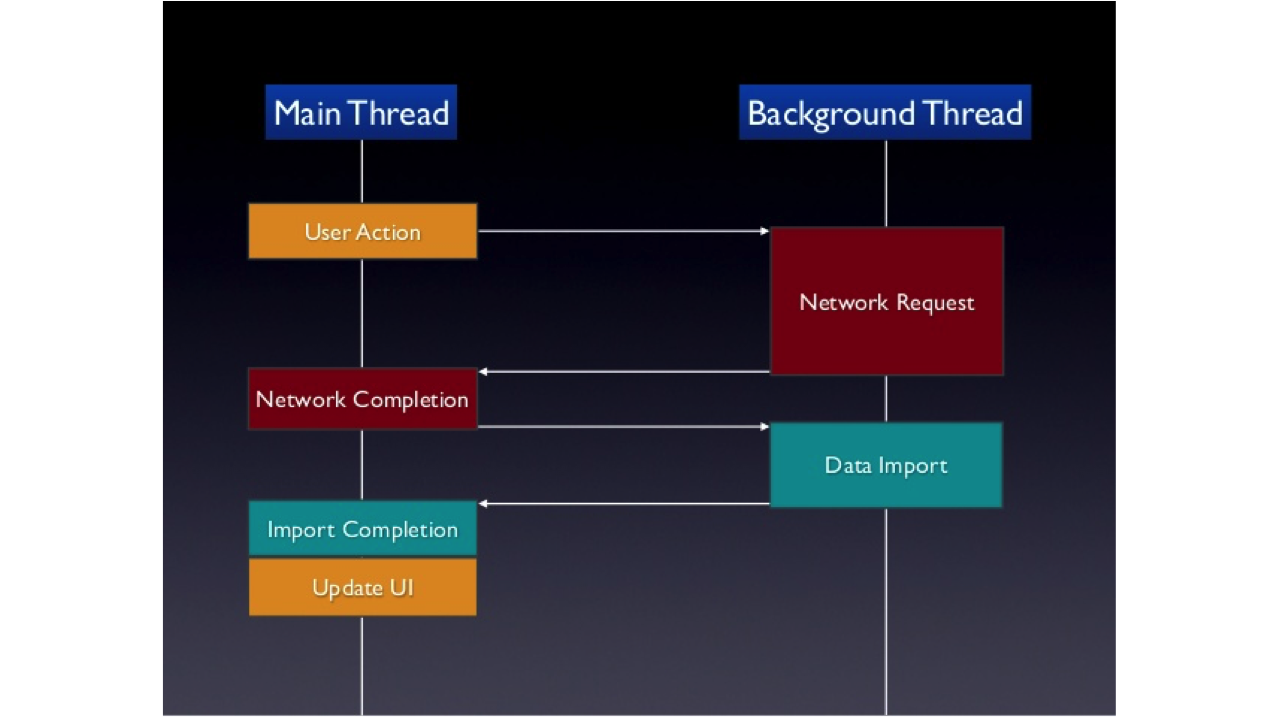 Main Thread
Background Thread
User Action
Network Request
Network Completion
Data Import
Import Completion
Update UI